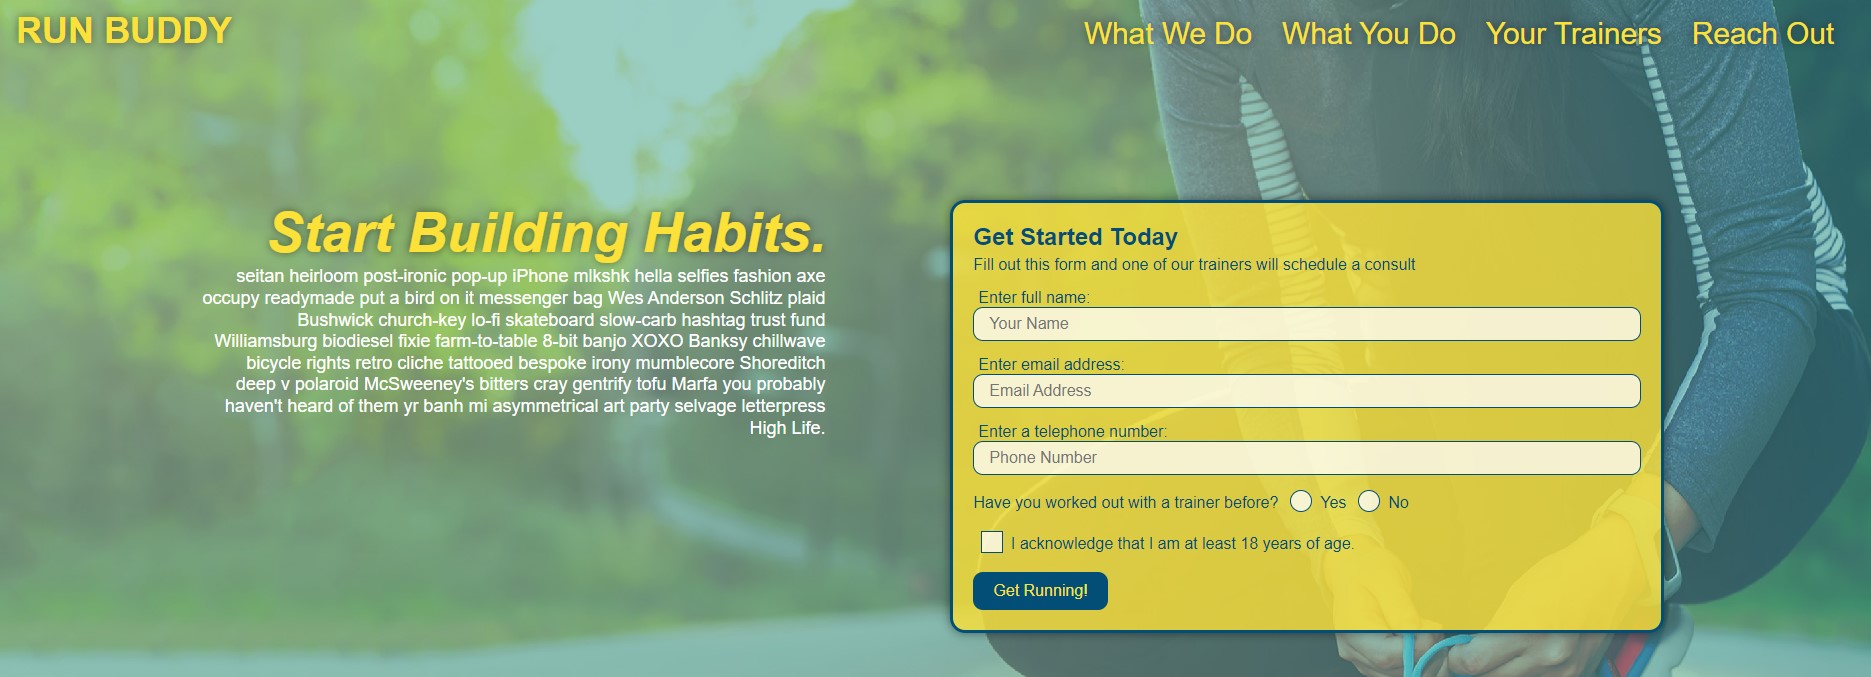 RUN BUDDY
What We Do What You Do Your Trainers Reach Out
Start Building Habits.
seitan heirloom post-ironic pop-up iPhone mlkshk hella selfies fashion axe
occupy readymade put a bird on it messenger bag Wes Anderson Schlitz plaid
Bushwick church-key lo-fi skateboard slow-carb hashtag trust fund
Williamsburg biodiesel fixie farm-to-table 8-bit banjo XOXO Banksy chillwave
bicycle rights retro cliche tattooed bespoke irony mumblecore Shoreditch
deep v polaroid McSweeney's bitters cray gentrify tofu Marfa you probably
haven't heard of them yr banh mi asymmetrical art party selvage letterpress
High Life.
Get Started Today
Fill out this form and one of our trainers will schedule a consult
Enter full name:
Your Name
Enter email address:
Email Address
Enter a telephone number:
Phone Number
Have you worked out with a trainer before? Yes No
I acknowledge that I am at least 18 years of age.
Get Running!